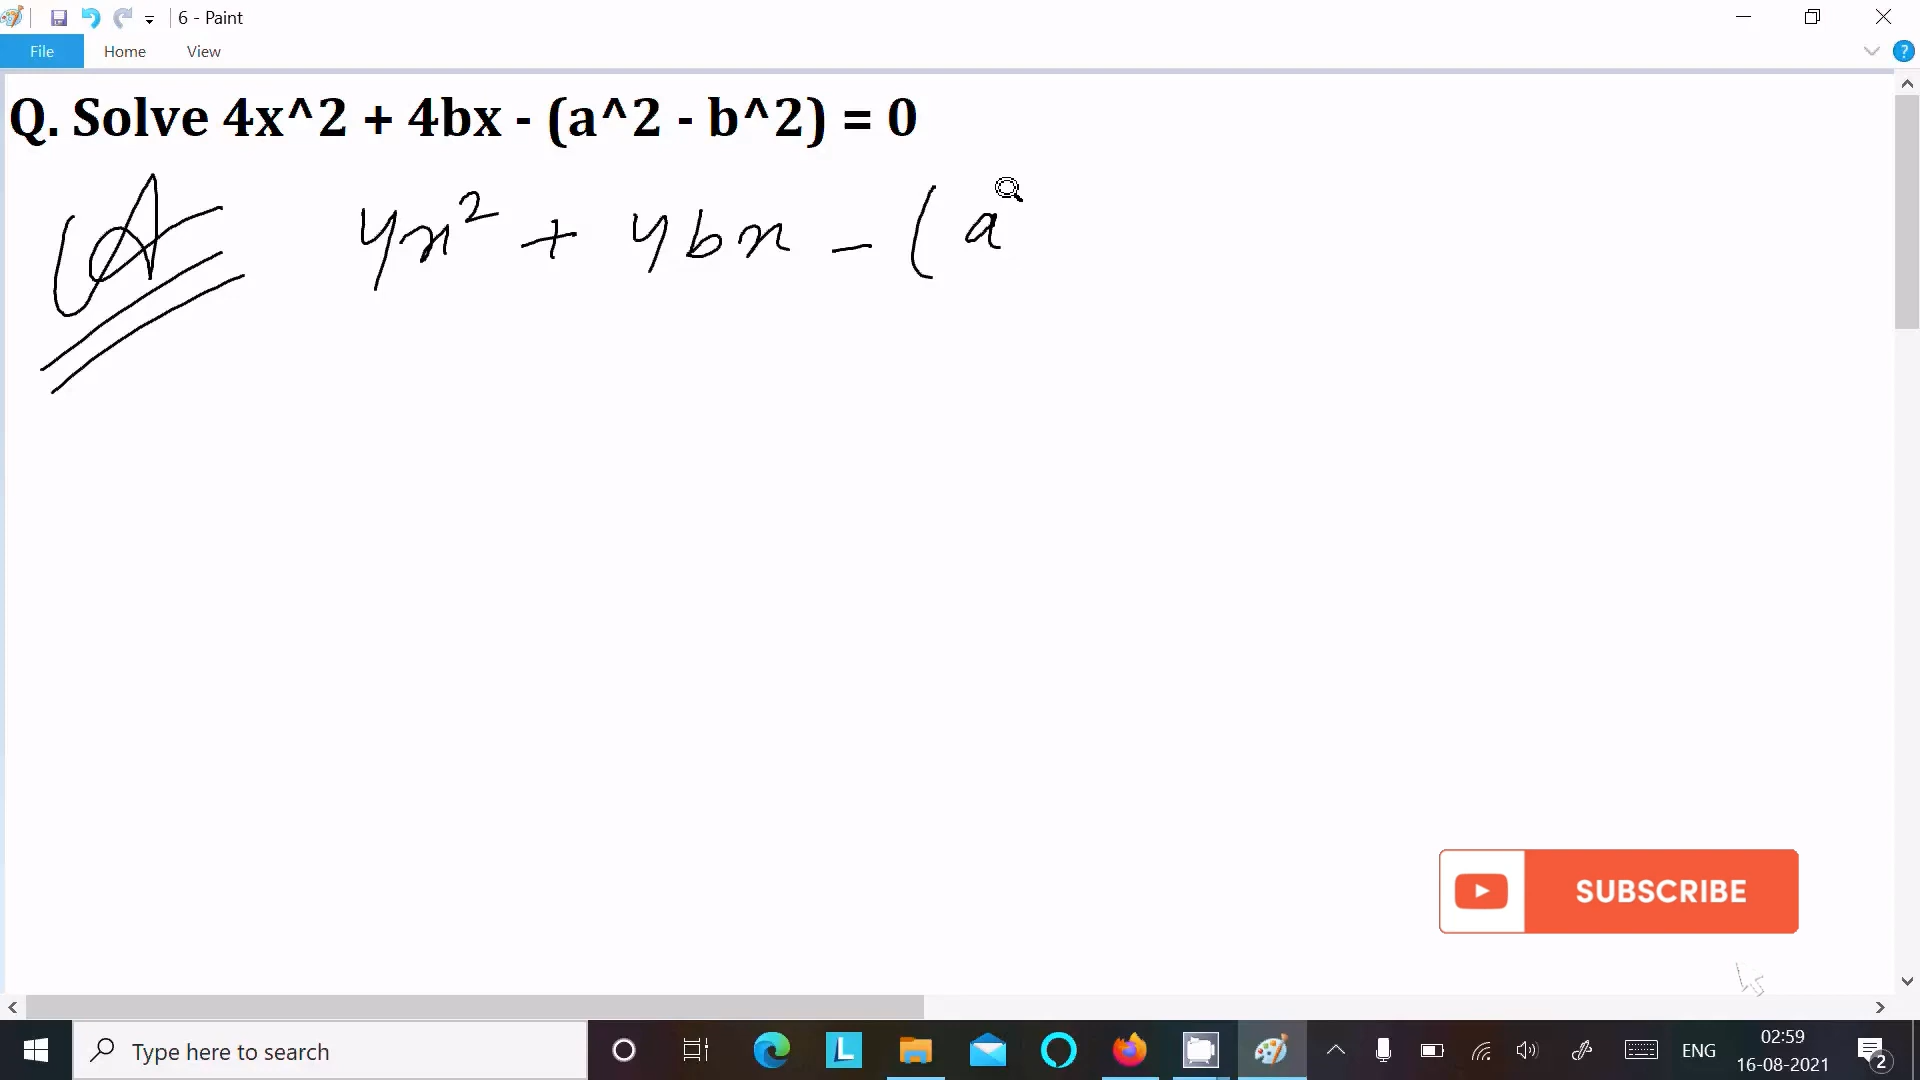 6 - Paint
File Home View
Q. Solve 4x^2 + 4bx - (a^2 - b^2) = 0
A 4x² + 4bx - ( a
SUBSCRIBE
Type here to search
L
ENG
02:59
16-08-2021
2